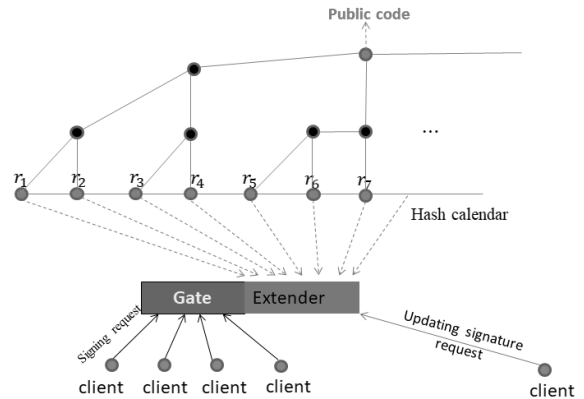 Public code
r1 r2 r3 r4 r5 r6 r7
...
Hash calendar
Gate Extender
Signing request
Updating signature
request
client client client client client